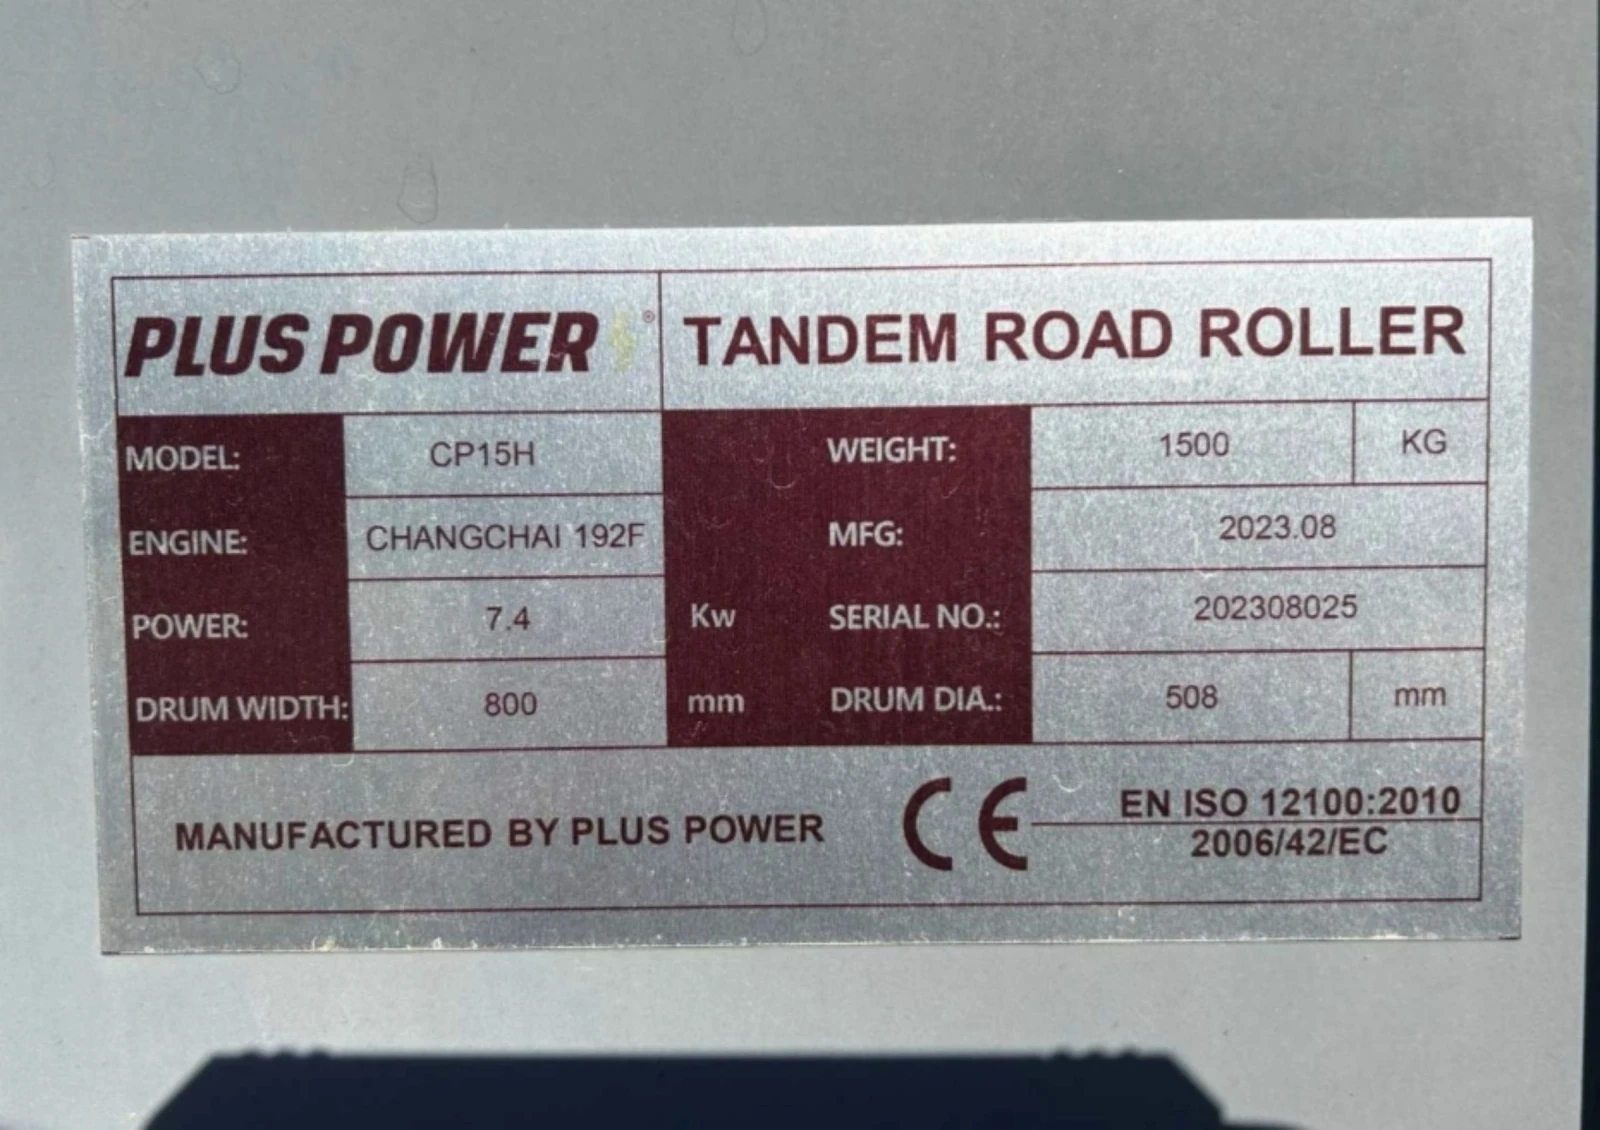 PLUS POWER ® TANDEM ROAD ROLLER
MODEL: CP15H WEIGHT: 1500 KG
ENGINE: CHANGCHAI 192F MFG: 2023.08
POWER: 7.4 Kw SERIAL NO.: 202308025
DRUM WIDTH: 800 mm DRUM DIA.: 508 mm
MANUFACTURED BY PLUS POWER CE EN ISO 12100:2010
2006/42/EC